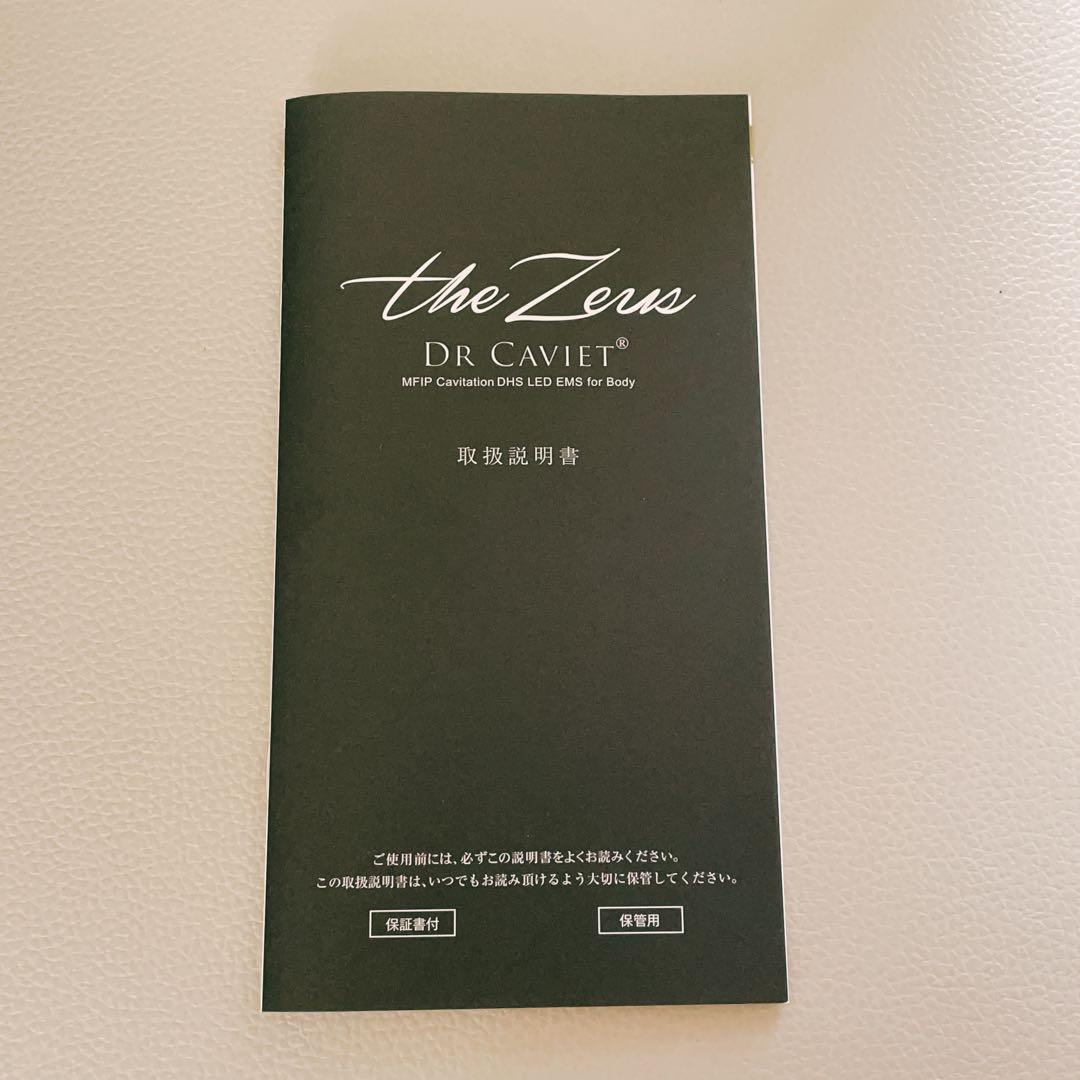 the Zeus
DR CAVIET®
MFIP Cavitation DHS LED EMS for Body
取扱説明書
ご使用前には、必ずこの説明書をよくお読みください。
この取扱説明書は、いつでもお読み頂けるよう大切に保管してください。
保証書付
保管用